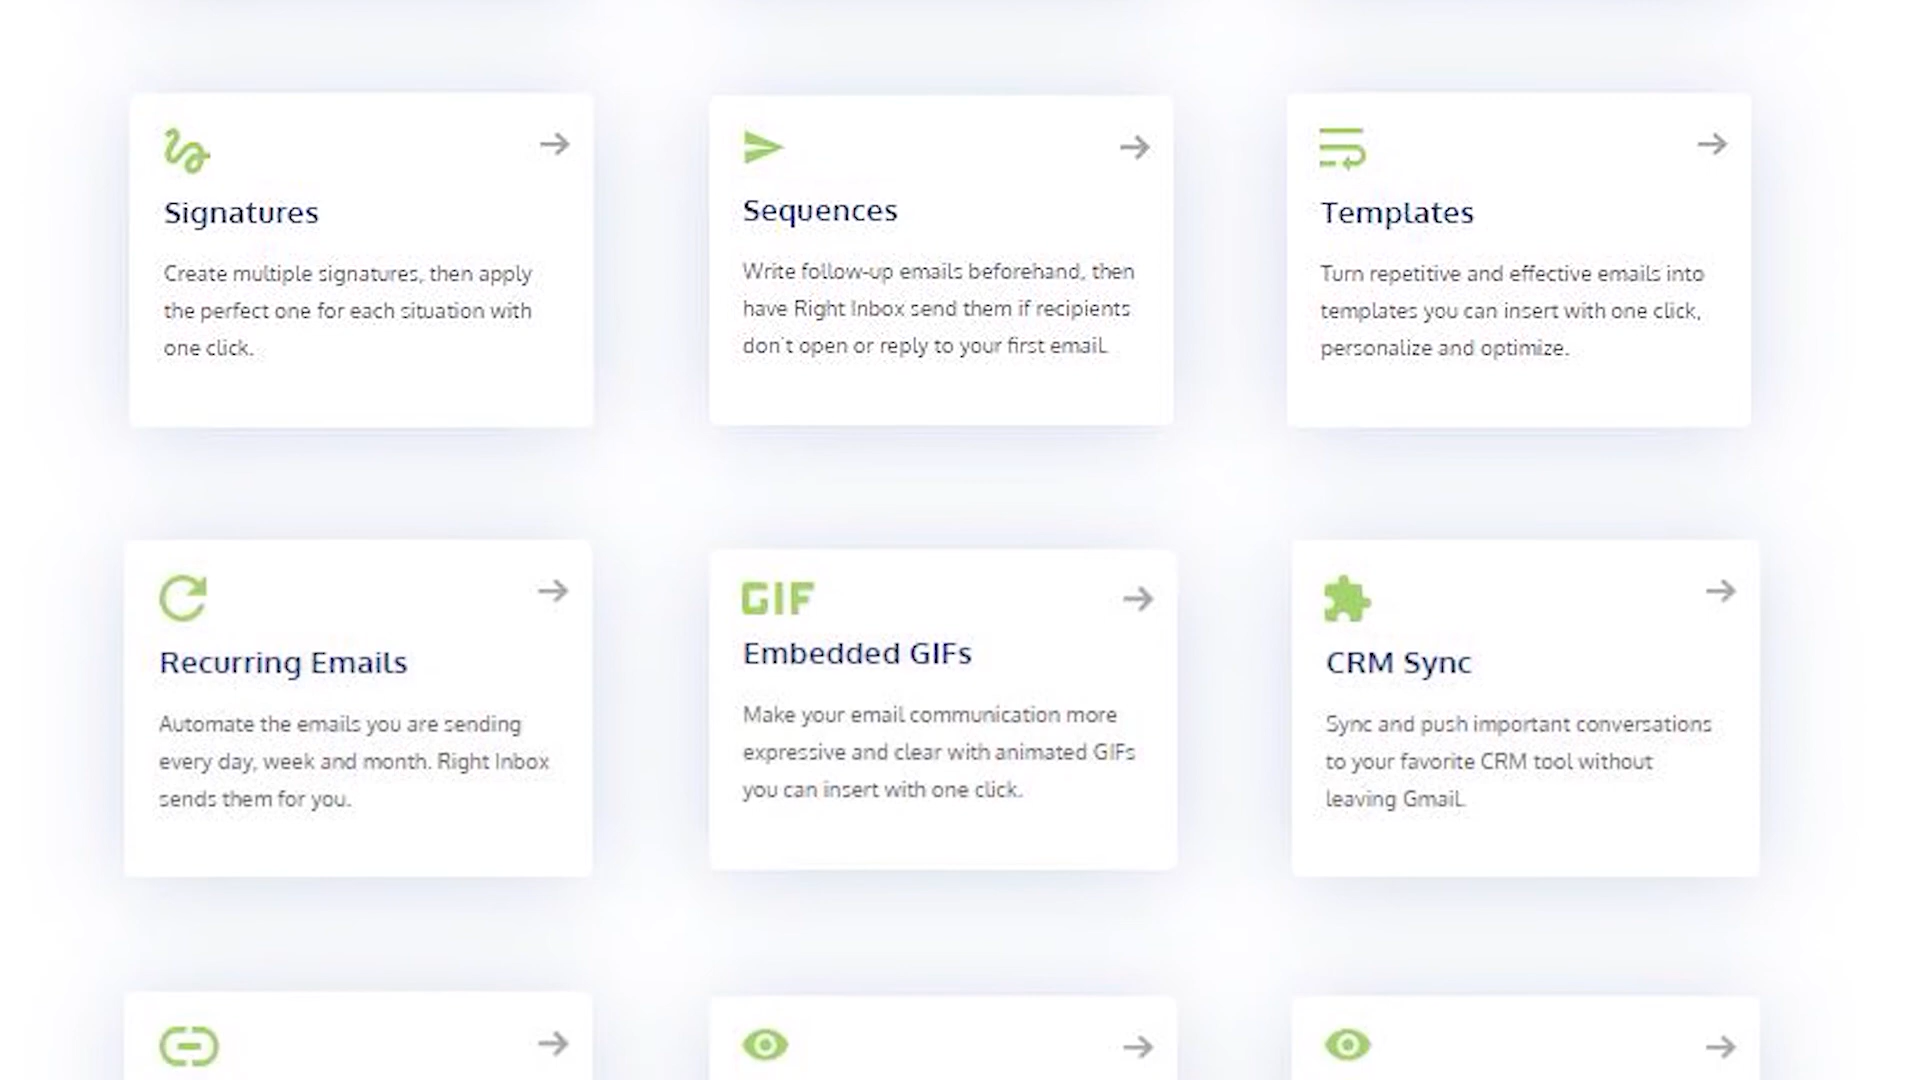 Signatures
Create multiple signatures, then apply
the perfect one for each situation with
one click.
Sequences
Write follow-up emails beforehand, then
have Right Inbox send them if recipients
don't open or reply to your first email.
Templates
Turn repetitive and effective emails into
templates you can insert with one click,
personalize and optimize.
Recurring Emails
Automate the emails you are sending
every day, week and month. Right Inbox
sends them for you.
GIF
Embedded GIFs
Make your email communication more
expressive and clear with animated GIFs
you can insert with one click.
CRM Sync
Sync and push important conversations
to your favorite CRM tool without
leaving Gmail.